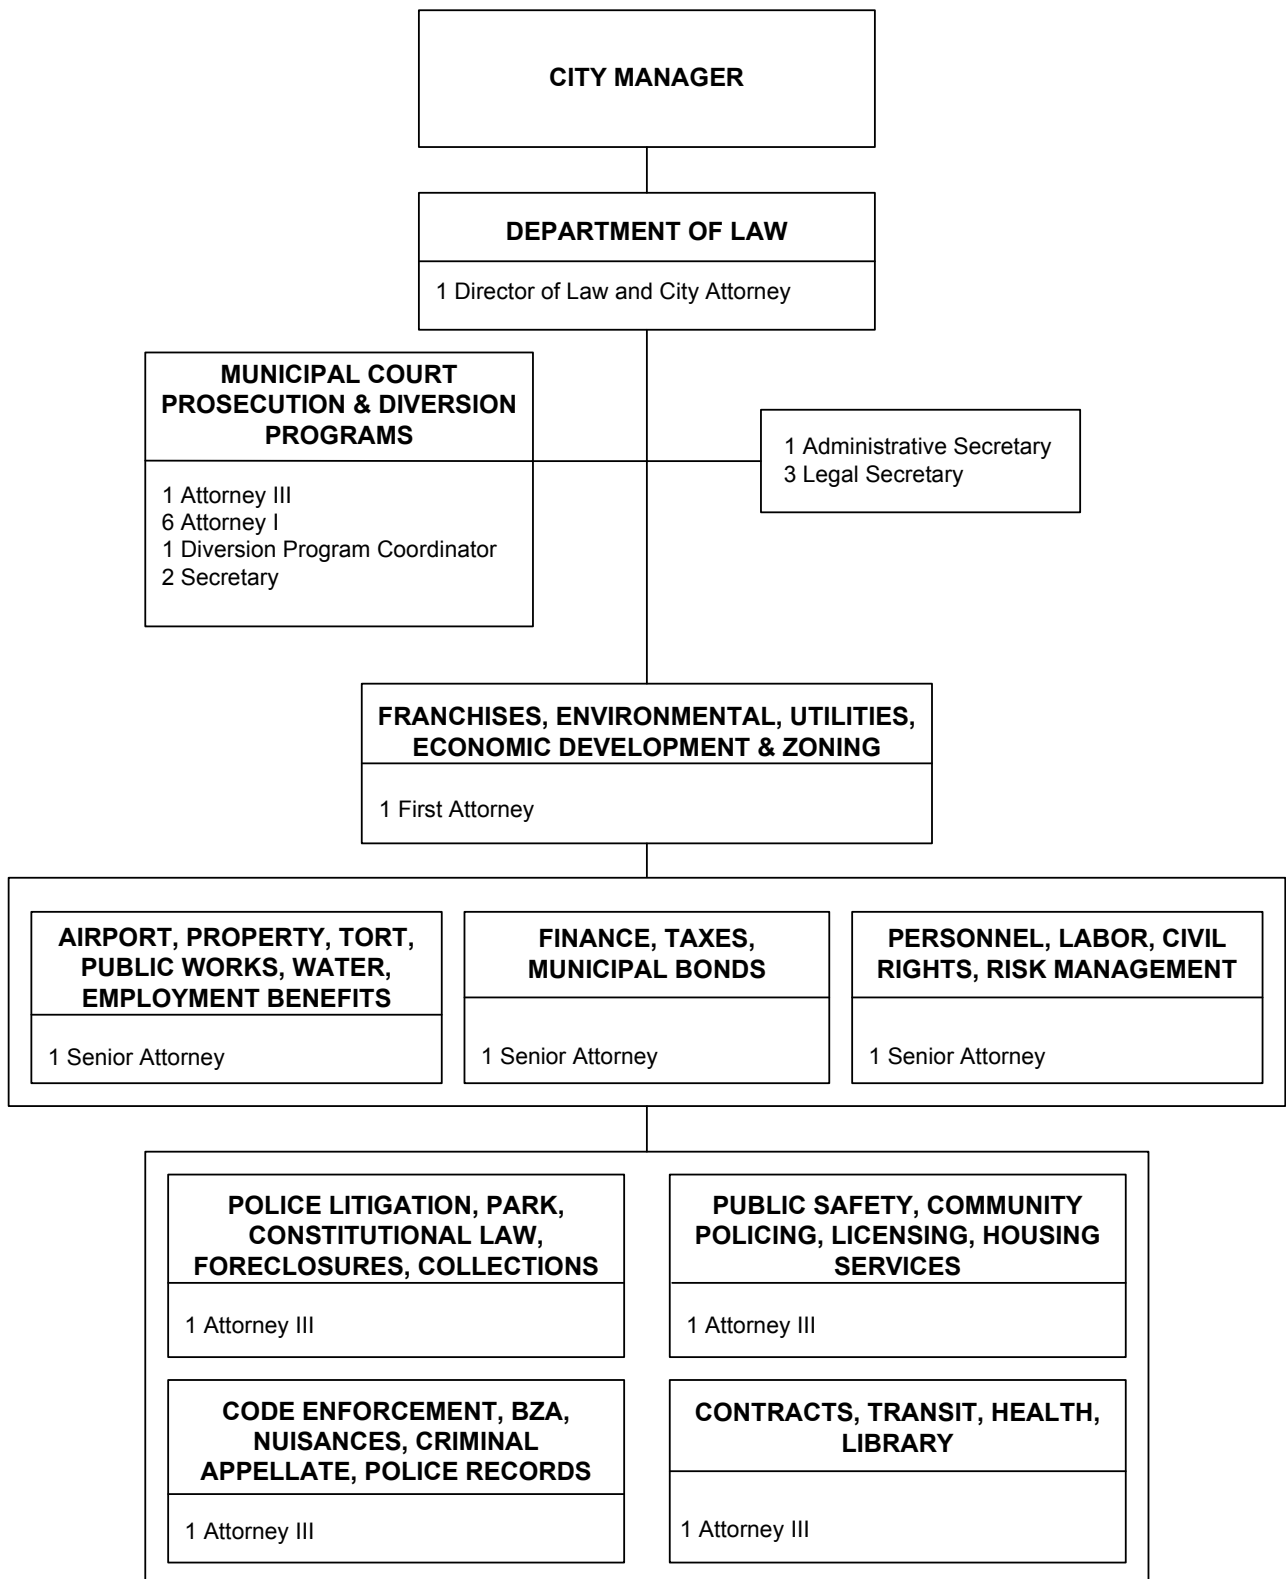 CITY MANAGER
DEPARTMENT OF LAW
1 Director of Law and City Attorney
MUNICIPAL COURT
PROSECUTION & DIVERSION
PROGRAMS
1 Attorney III
6 Attorney I
1 Diversion Program Coordinator
2 Secretary
1 Administrative Secretary
3 Legal Secretary
FRANCHISES, ENVIRONMENTAL, UTILITIES,
ECONOMIC DEVELOPMENT & ZONING
1 First Attorney
AIRPORT, PROPERTY, TORT,
PUBLIC WORKS, WATER,
EMPLOYMENT BENEFITS
1 Senior Attorney
FINANCE, TAXES,
MUNICIPAL BONDS
1 Senior Attorney
PERSONNEL, LABOR, CIVIL
RIGHTS, RISK MANAGEMENT
1 Senior Attorney
POLICE LITIGATION, PARK,
CONSTITUTIONAL LAW,
FORECLOSURES, COLLECTIONS
1 Attorney III
PUBLIC SAFETY, COMMUNITY
POLICING, LICENSING, HOUSING
SERVICES
1 Attorney III
CODE ENFORCEMENT, BZA,
NUISANCES, CRIMINAL
APPELLATE, POLICE RECORDS
1 Attorney III
CONTRACTS, TRANSIT, HEALTH,
LIBRARY
1 Attorney III